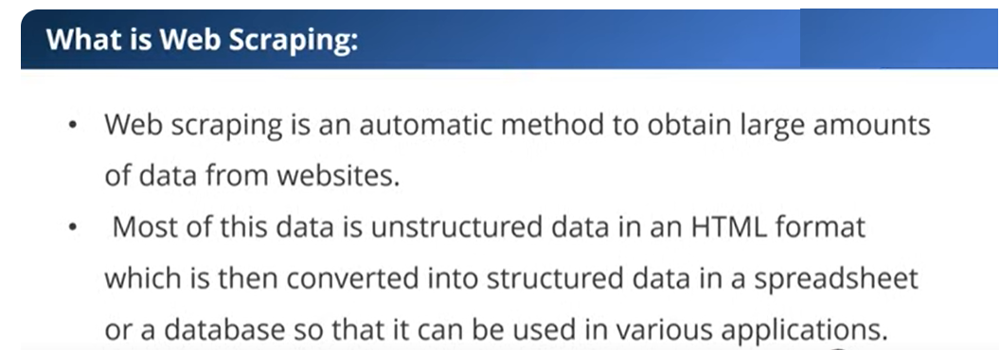 What is Web Scraping:
• Web scraping is an automatic method to obtain large amounts
of data from websites.
• Most of this data is unstructured data in an HTML format
which is then converted into structured data in a spreadsheet
or a database so that it can be used in various applications.